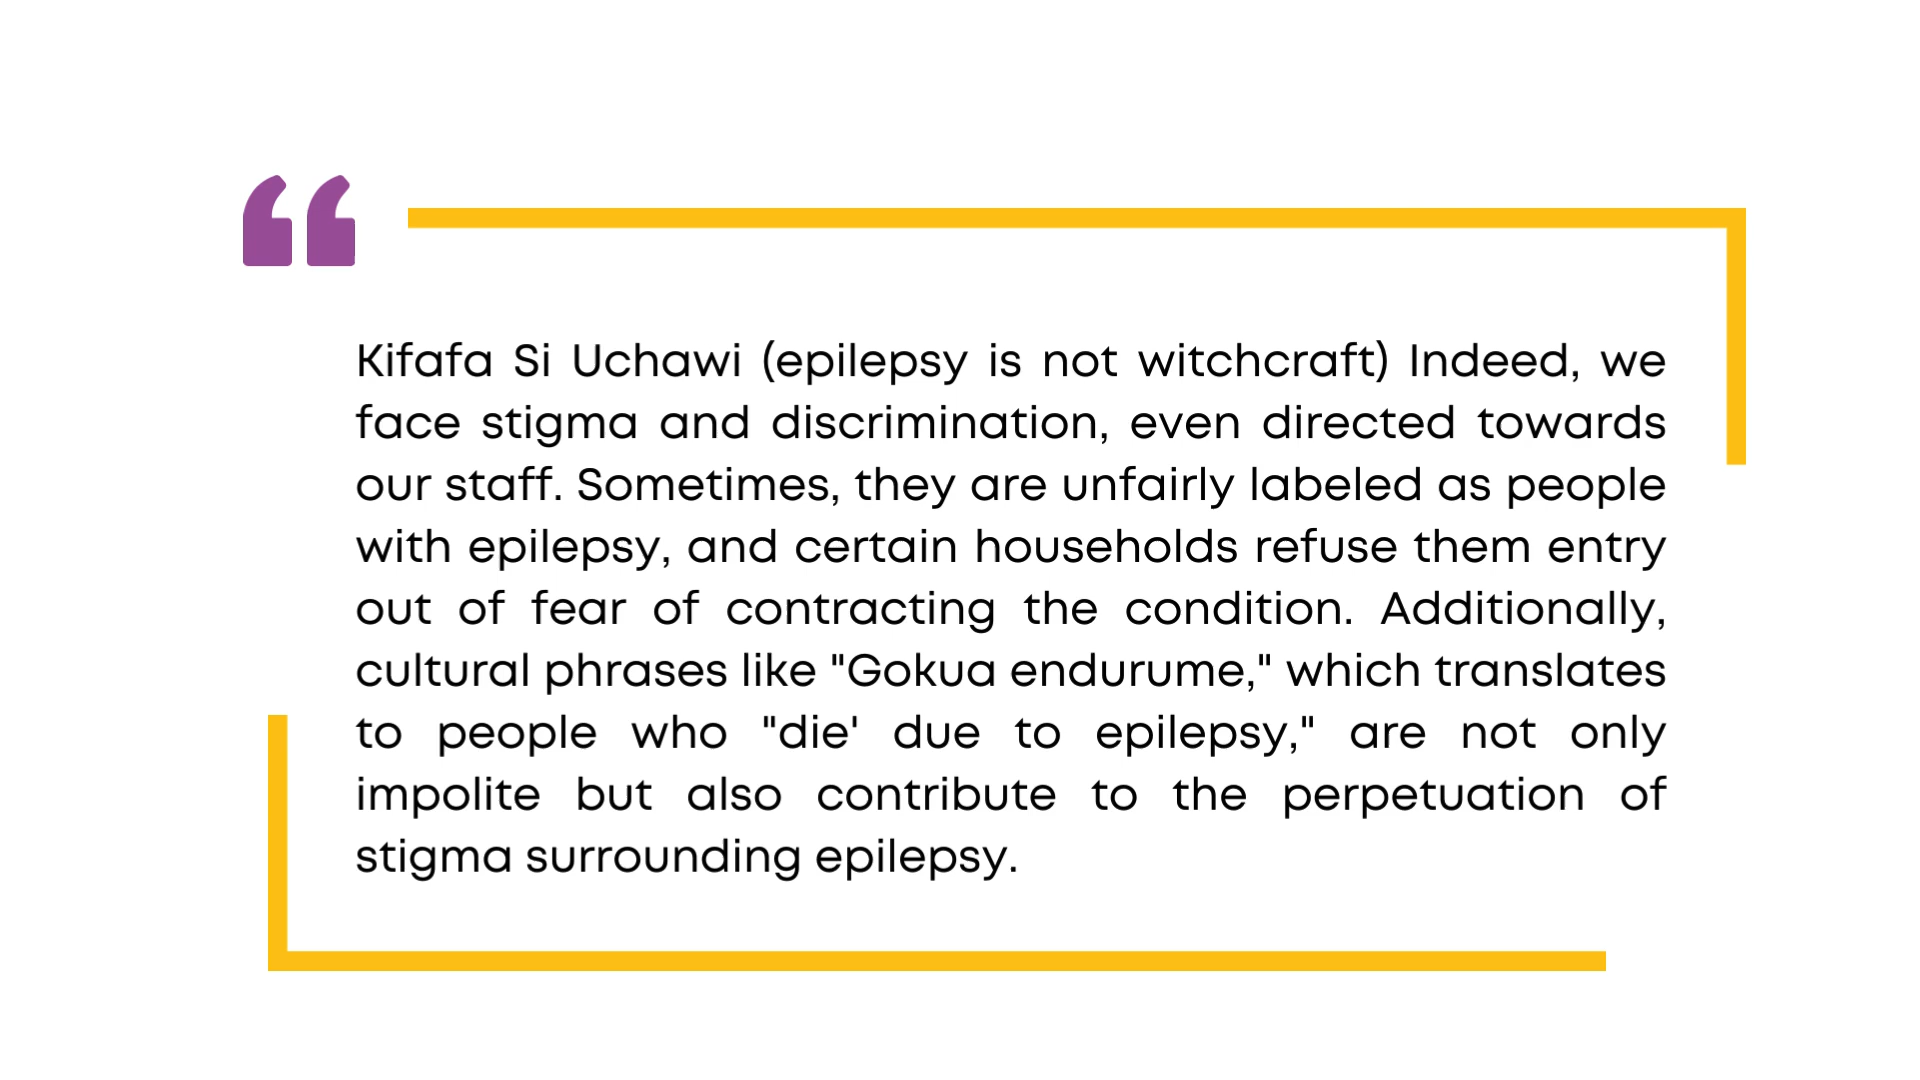 Kifafa Si Uchawi (epilepsy is not witchcraft) Indeed, we
face stigma and discrimination, even directed towards
our staff. Sometimes, they are unfairly labeled as people
with epilepsy, and certain households refuse them entry
out of fear of contracting the condition. Additionally,
cultural phrases like "Gokua endurume," which translates
to people who "die' due to epilepsy," are not only
impolite but also contribute to the perpetuation of
stigma surrounding epilepsy.